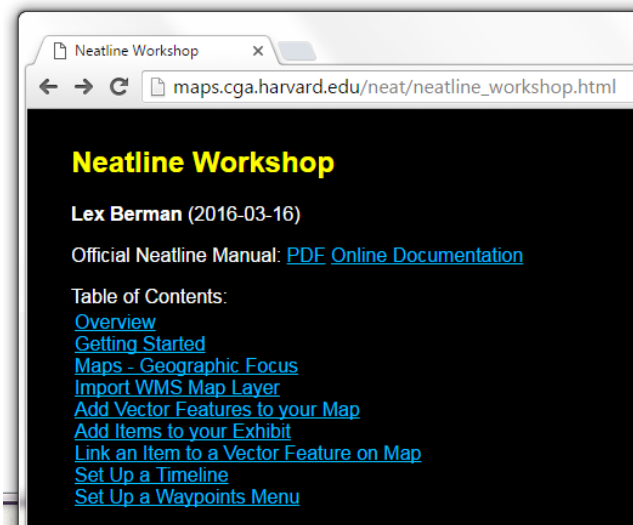 Neatline Workshop
maps.cga.harvard.edu/neat/neatline_workshop.html
Neatline Workshop
Lex Berman (2016-03-16)
Official Neatline Manual: PDF Online Documentation
Table of Contents:
Overview
Getting Started
Maps - Geographic Focus
Import WMS Map Layer
Add Vector Features to your Map
Add Items to your Exhibit
Link an Item to a Vector Feature on Map
Set Up a Timeline
Set Up a Waypoints Menu